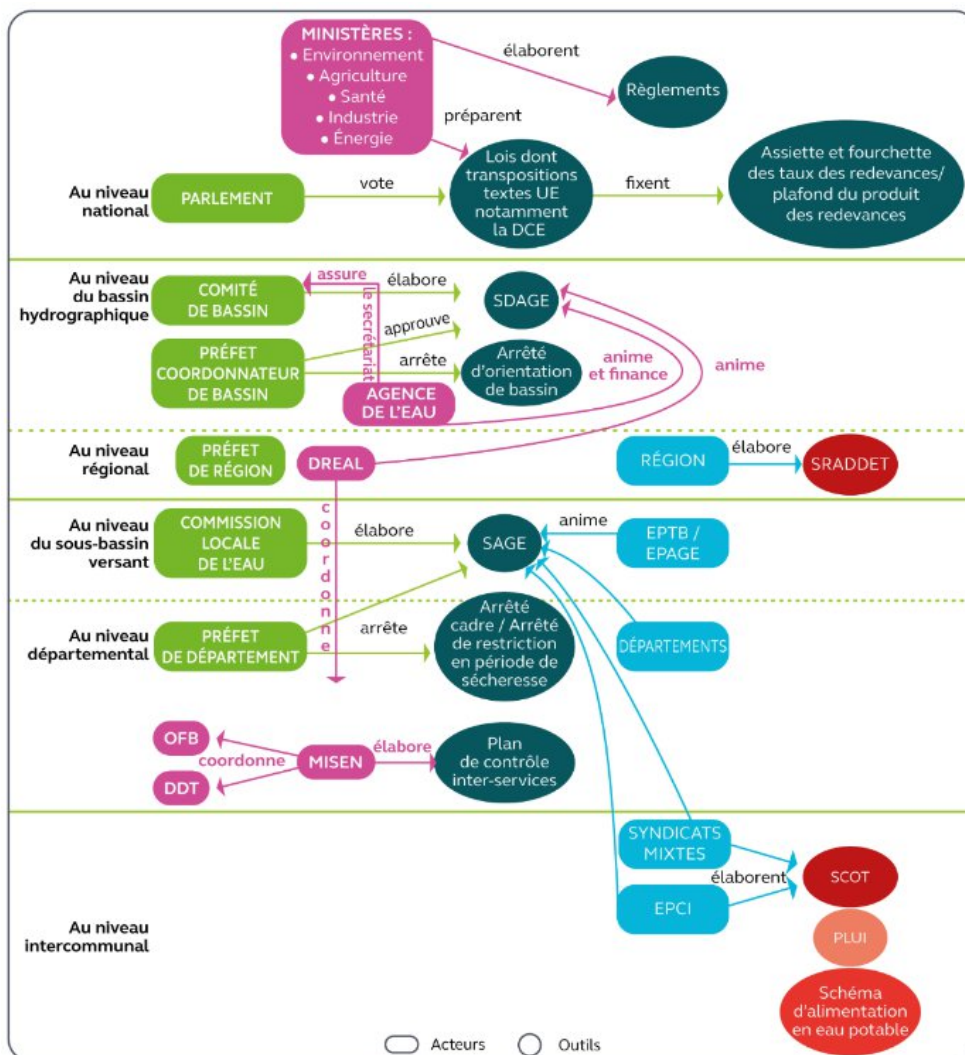 MINISTÈRES :
• Environnement
• Agriculture
• Santé
• Industrie
• Énergie
élaborent
Règlements
préparent
Au niveau
national
PARLEMENT
vote
Lois dont
transpositions
textes UE
notamment
la DCE
fixent
Assiette et fourchette
des taux des redevances/
plafond du produit
des redevances
Au niveau
du bassin
hydrographique
COMITÉ
DE BASSIN
assure
le secrétariat
élabore
SDAGE
approuve
PRÉFET
COORDONNATEUR
DE BASSIN
arrête
Arrêté
d'orientation
de bassin
anime
et finance
anime
AGENCE
DE L'EAU
Au niveau
régional
PRÉFET
DE RÉGION
DREAL
RÉGION
élabore
SRADDET
Au niveau
du sous-bassin
versant
COMMISSION
LOCALE
DE L'EAU
coordonne
élabore
SAGE
anime
EPTB /
EPAGE
Au niveau
départemental
PRÉFET
DE DÉPARTEMENT
arrête
Arrêté
cadre / Arrêté
de restriction
en période de
sécheresse
DÉPARTEMENTS
OFB
coordonne
DDT
MISEN
élabore
Plan
de contrôle
inter-services
Au niveau
intercommunal
SYNDICATS
MIXTES
élaborent
EPCI
SCOT
PLUI
Schéma
d'alimentation
en eau potable
Acteurs
Outils